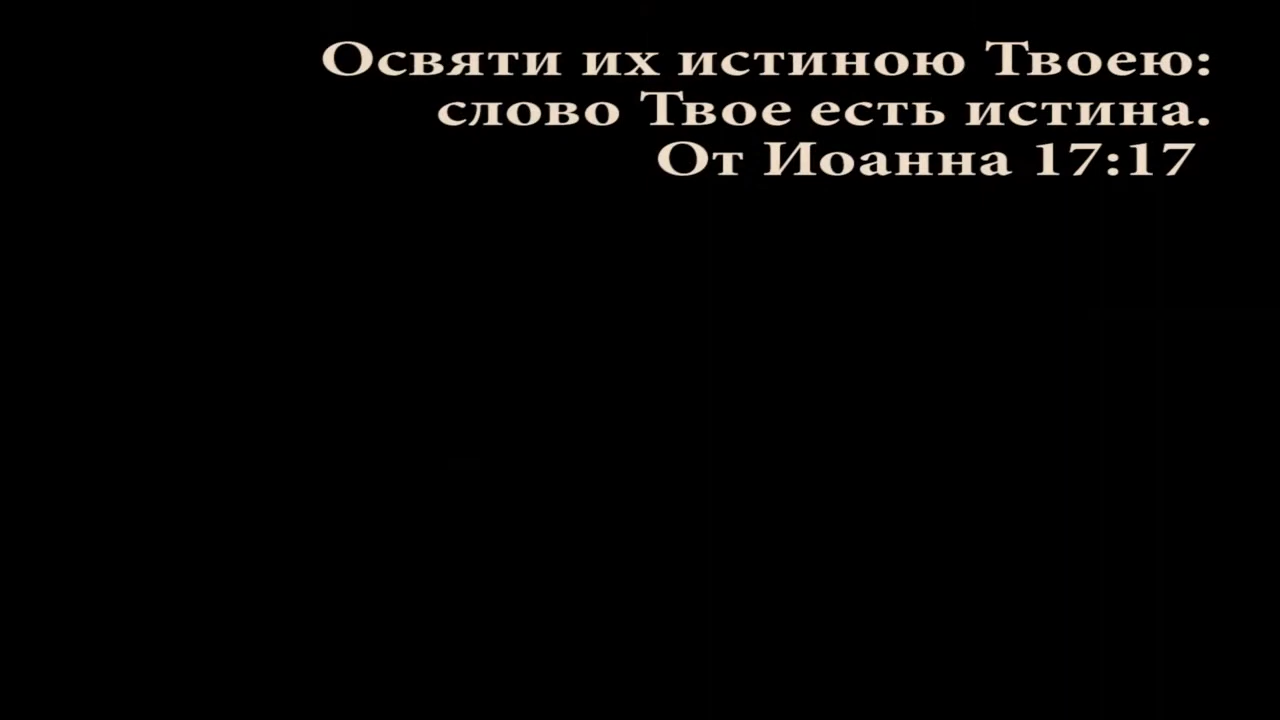 Освяти их истиною Твоею:
слово Твое есть истина.
От Иоанна 17:17